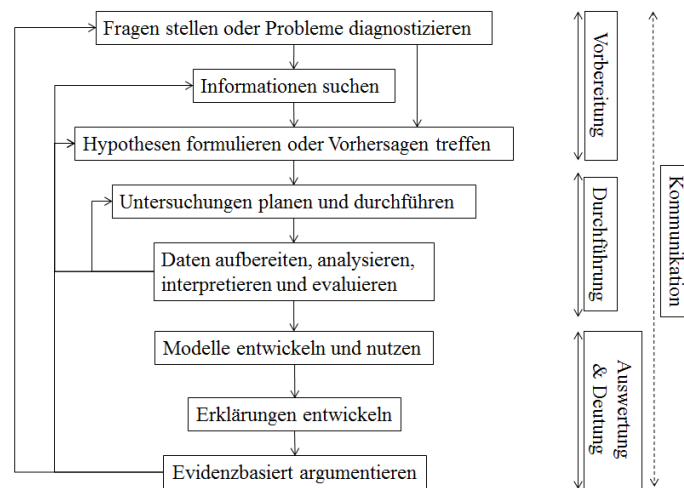 Fragen stellen oder Probleme diagnostizieren
Informationen suchen
Hypothesen formulieren oder Vorhersagen treffen
Untersuchungen planen und durchführen
Daten aufbereiten, analysieren,
interpretieren und evaluieren
Modelle entwickeln und nutzen
Erklärungen entwickeln
Evidenzbasiert argumentieren
Vorbereitung
Durchführung
Auswertung
& Deutung
Kommunikation